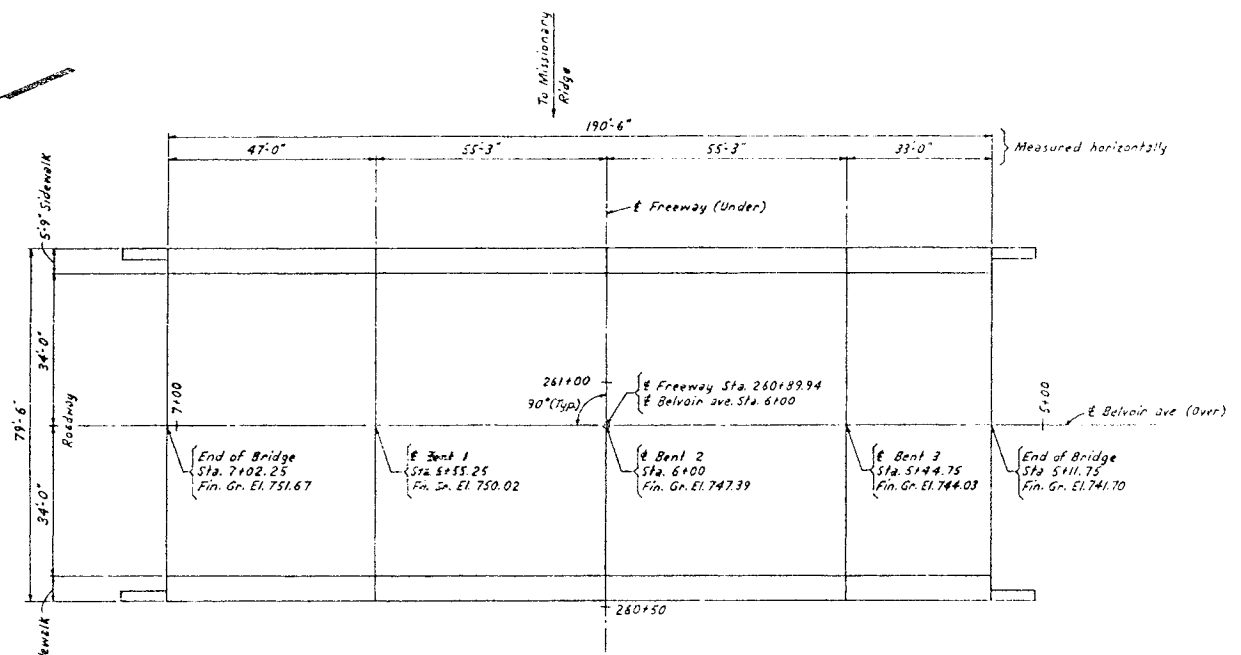 To Missionary
Ridge
190'-6"
47'-0" 55'-3" 55'-3" 33'-0"
Measured horizontally
5'-9" Sidewalk
℄ Freeway (Under)
34'-0"
79'-6"
Roadway
34'-0"
7+00
261+00
90°(Typ.)
℄ Freeway Sta. 260+89.94
℄ Belvoir ave. Sta. 6+00
5+00
℄ Belvoir ave (Over)
End of Bridge
Sta. 7+02.25
Fin. Gr. El. 751.67
℄ Bent 1
Sta. 6+55.25
Fin. Gr. El. 750.02
℄ Bent 2
Sta. 6+00
Fin. Gr. El. 747.39
℄ Bent 3
Sta. 5+44.75
Fin. Gr. El. 744.03
End of Bridge
Sta 5+11.75
Fin. Gr. El. 741.70
260+50